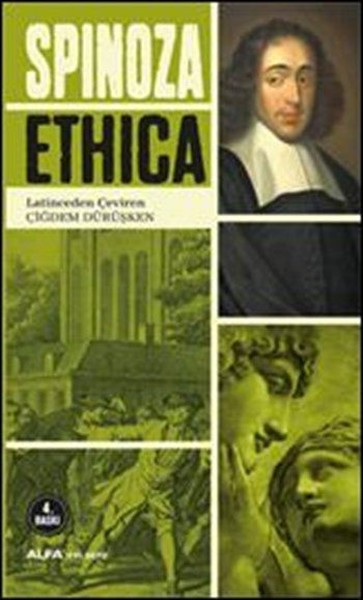 SPINOZA
ETHICA
Latinceden Çeviren
ÇİĞDEM DÜRÜŞKEN
4.
BASKI
ALFA